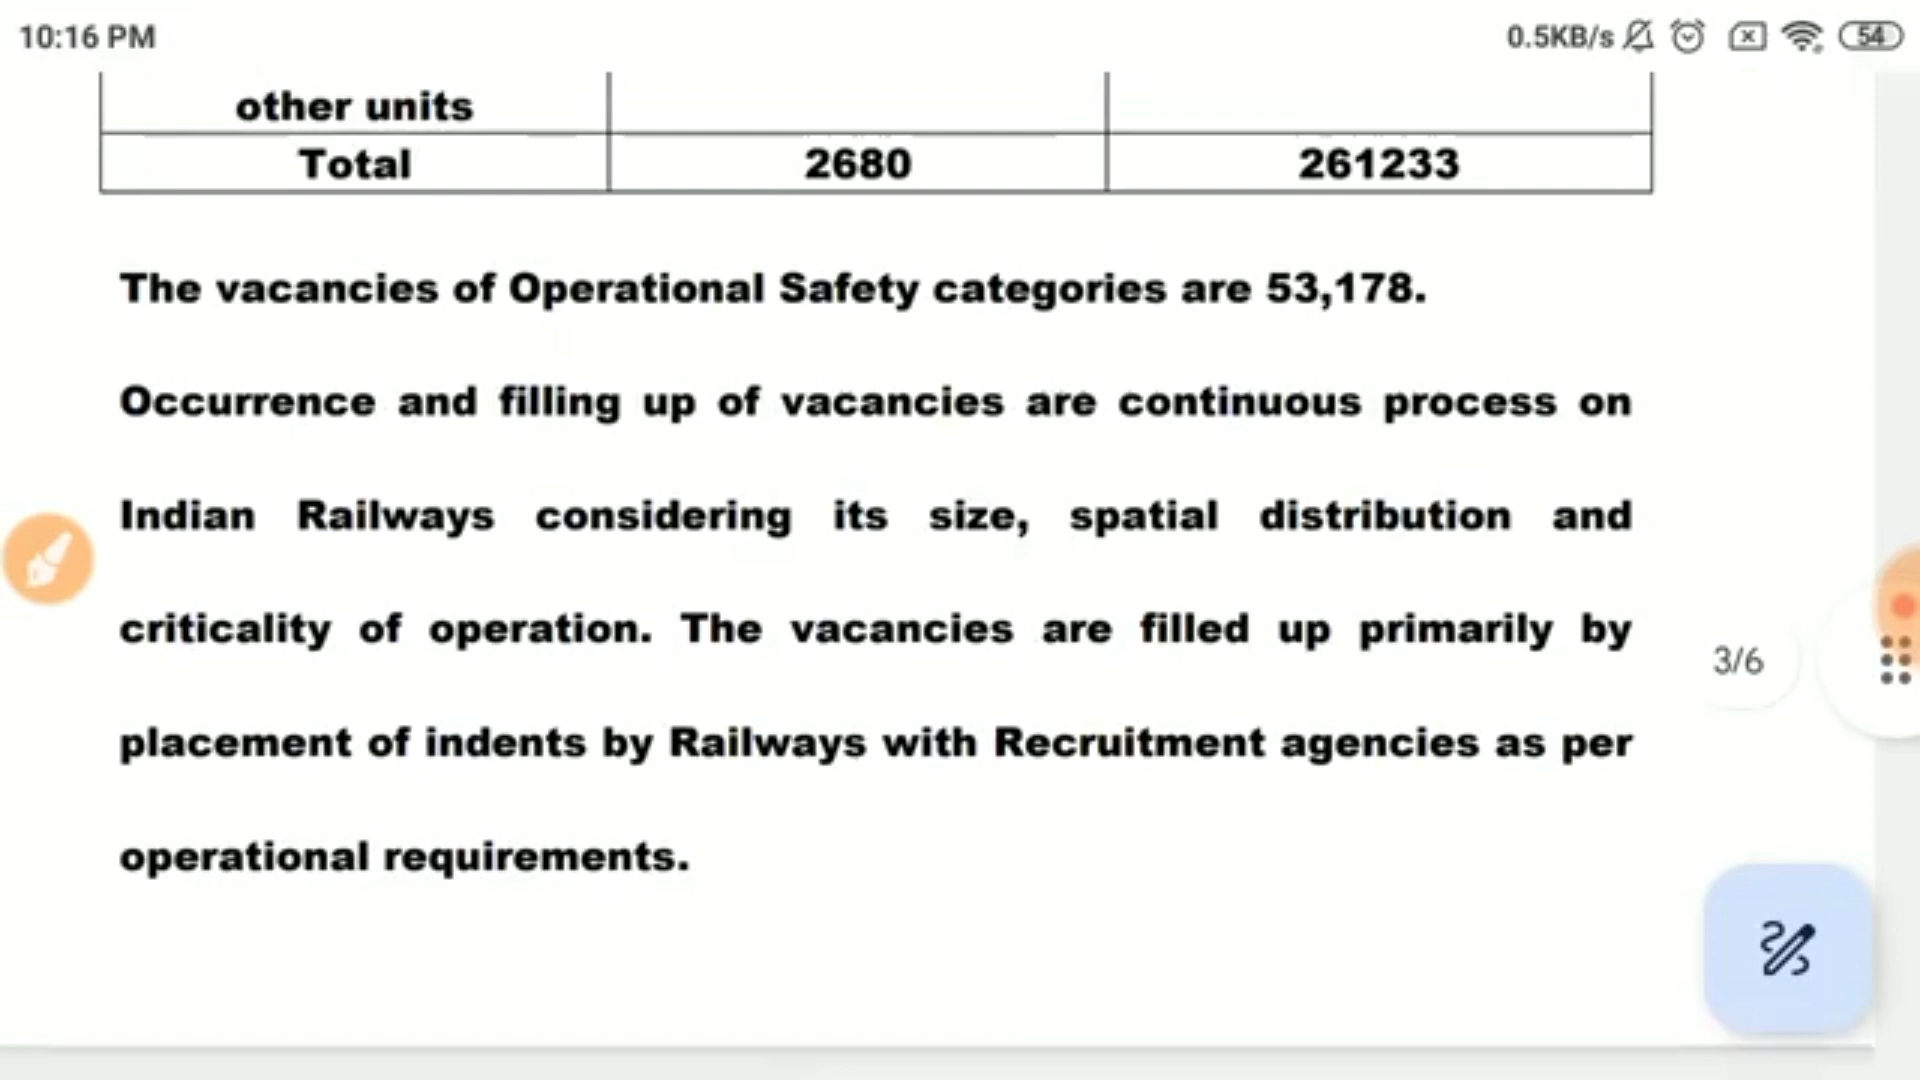 10:16 PM 0.5KB/s 54
other units
Total 2680 261233
The vacancies of Operational Safety categories are 53,178.
Occurrence and filling up of vacancies are continuous process on
Indian Railways considering its size, spatial distribution and
criticality of operation. The vacancies are filled up primarily by
3/6
placement of indents by Railways with Recruitment agencies as per
operational requirements.